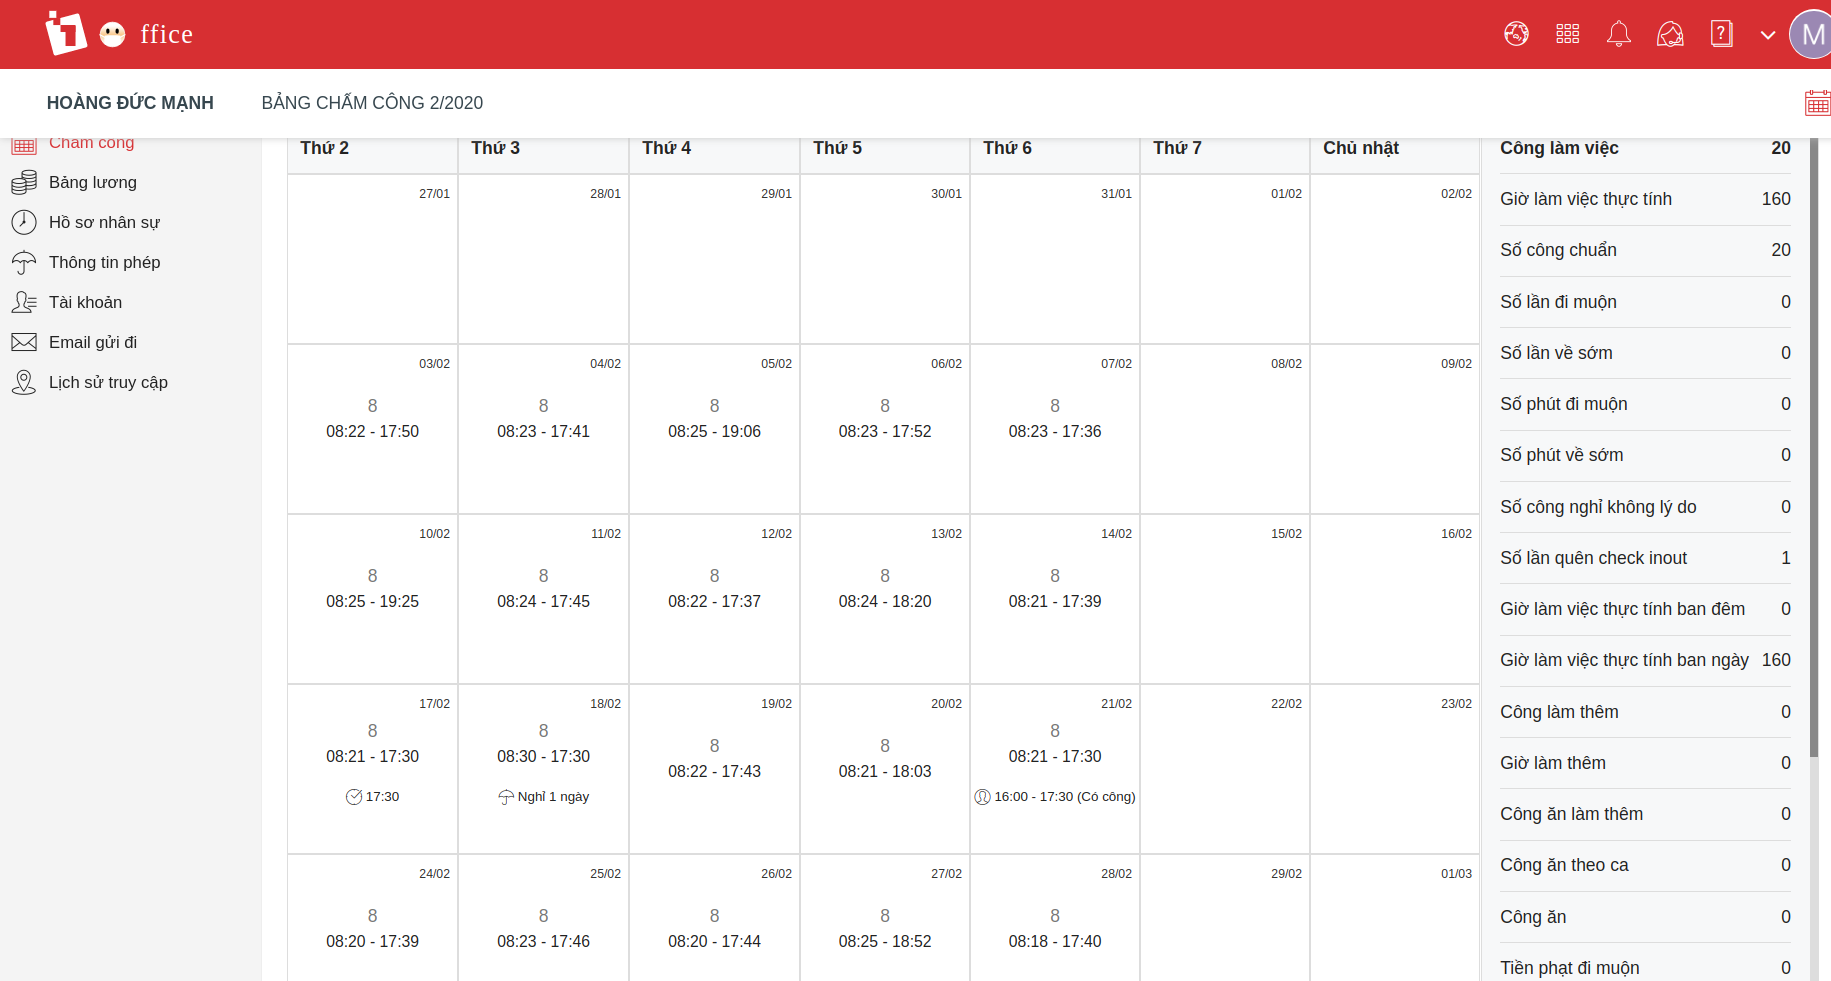 ffice
M
HOÀNG ĐỨC MẠNH
BẢNG CHẤM CÔNG 2/2020
Chấm công
Bảng lương
Hồ sơ nhân sự
Thông tin phép
Tài khoản
Email gửi đi
Lịch sử truy cập
Thứ 2 Thứ 3 Thứ 4 Thứ 5 Thứ 6 Thứ 7 Chủ nhật
27/01 28/01 29/01 30/01 31/01 01/02 02/02
03/02 04/02 05/02 06/02 07/02 08/02 09/02
8 8 8 8 8
08:22 - 17:50 08:23 - 17:41 08:25 - 19:06 08:23 - 17:52 08:23 - 17:36
10/02 11/02 12/02 13/02 14/02 15/02 16/02
8 8 8 8 8
08:25 - 19:25 08:24 - 17:45 08:22 - 17:37 08:24 - 18:20 08:21 - 17:39
17/02 18/02 19/02 20/02 21/02 22/02 23/02
8 8 8 8 8
08:21 - 17:30 08:30 - 17:30 08:22 - 17:43 08:21 - 18:03 08:21 - 17:30
17:30 Nghỉ 1 ngày 16:00 - 17:30 (Có công)
24/02 25/02 26/02 27/02 28/02 29/02 01/03
8 8 8 8 8
08:20 - 17:39 08:23 - 17:46 08:20 - 17:44 08:25 - 18:52 08:18 - 17:40
Công làm việc 20
Giờ làm việc thực tính 160
Số công chuẩn 20
Số lần đi muộn 0
Số lần về sớm 0
Số phút đi muộn 0
Số phút về sớm 0
Số công nghỉ không lý do 0
Số lần quên check inout 1
Giờ làm việc thực tính ban đêm 0
Giờ làm việc thực tính ban ngày 160
Công làm thêm 0
Giờ làm thêm 0
Công ăn làm thêm 0
Công ăn theo ca 0
Công ăn 0
Tiền phạt đi muộn 0